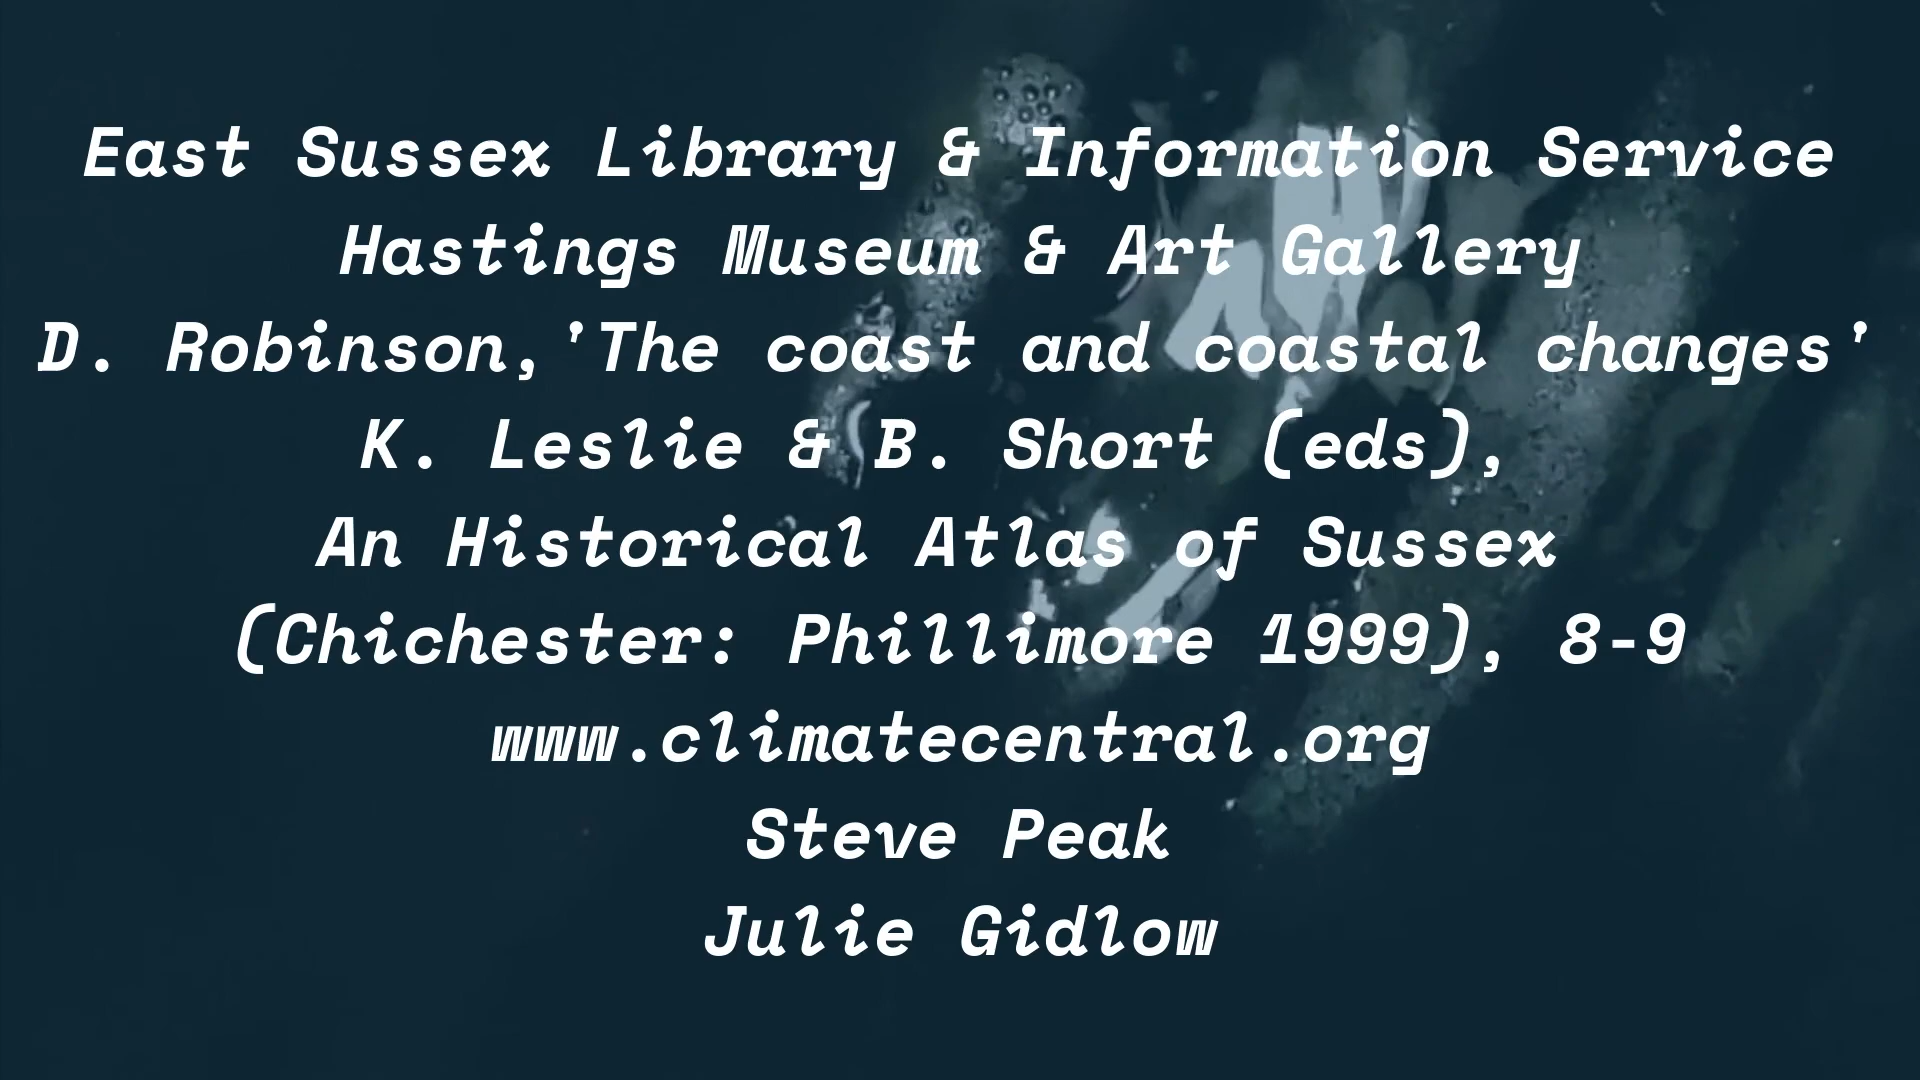 East Sussex Library & Information Service
Hastings Museum & Art Gallery
D. Robinson,'The coast and coastal changes'
K. Leslie & B. Short (eds),
An Historical Atlas of Sussex
(Chichester: Phillimore 1999), 8-9
www.climatecentral.org
Steve Peak
Julie Gidlow